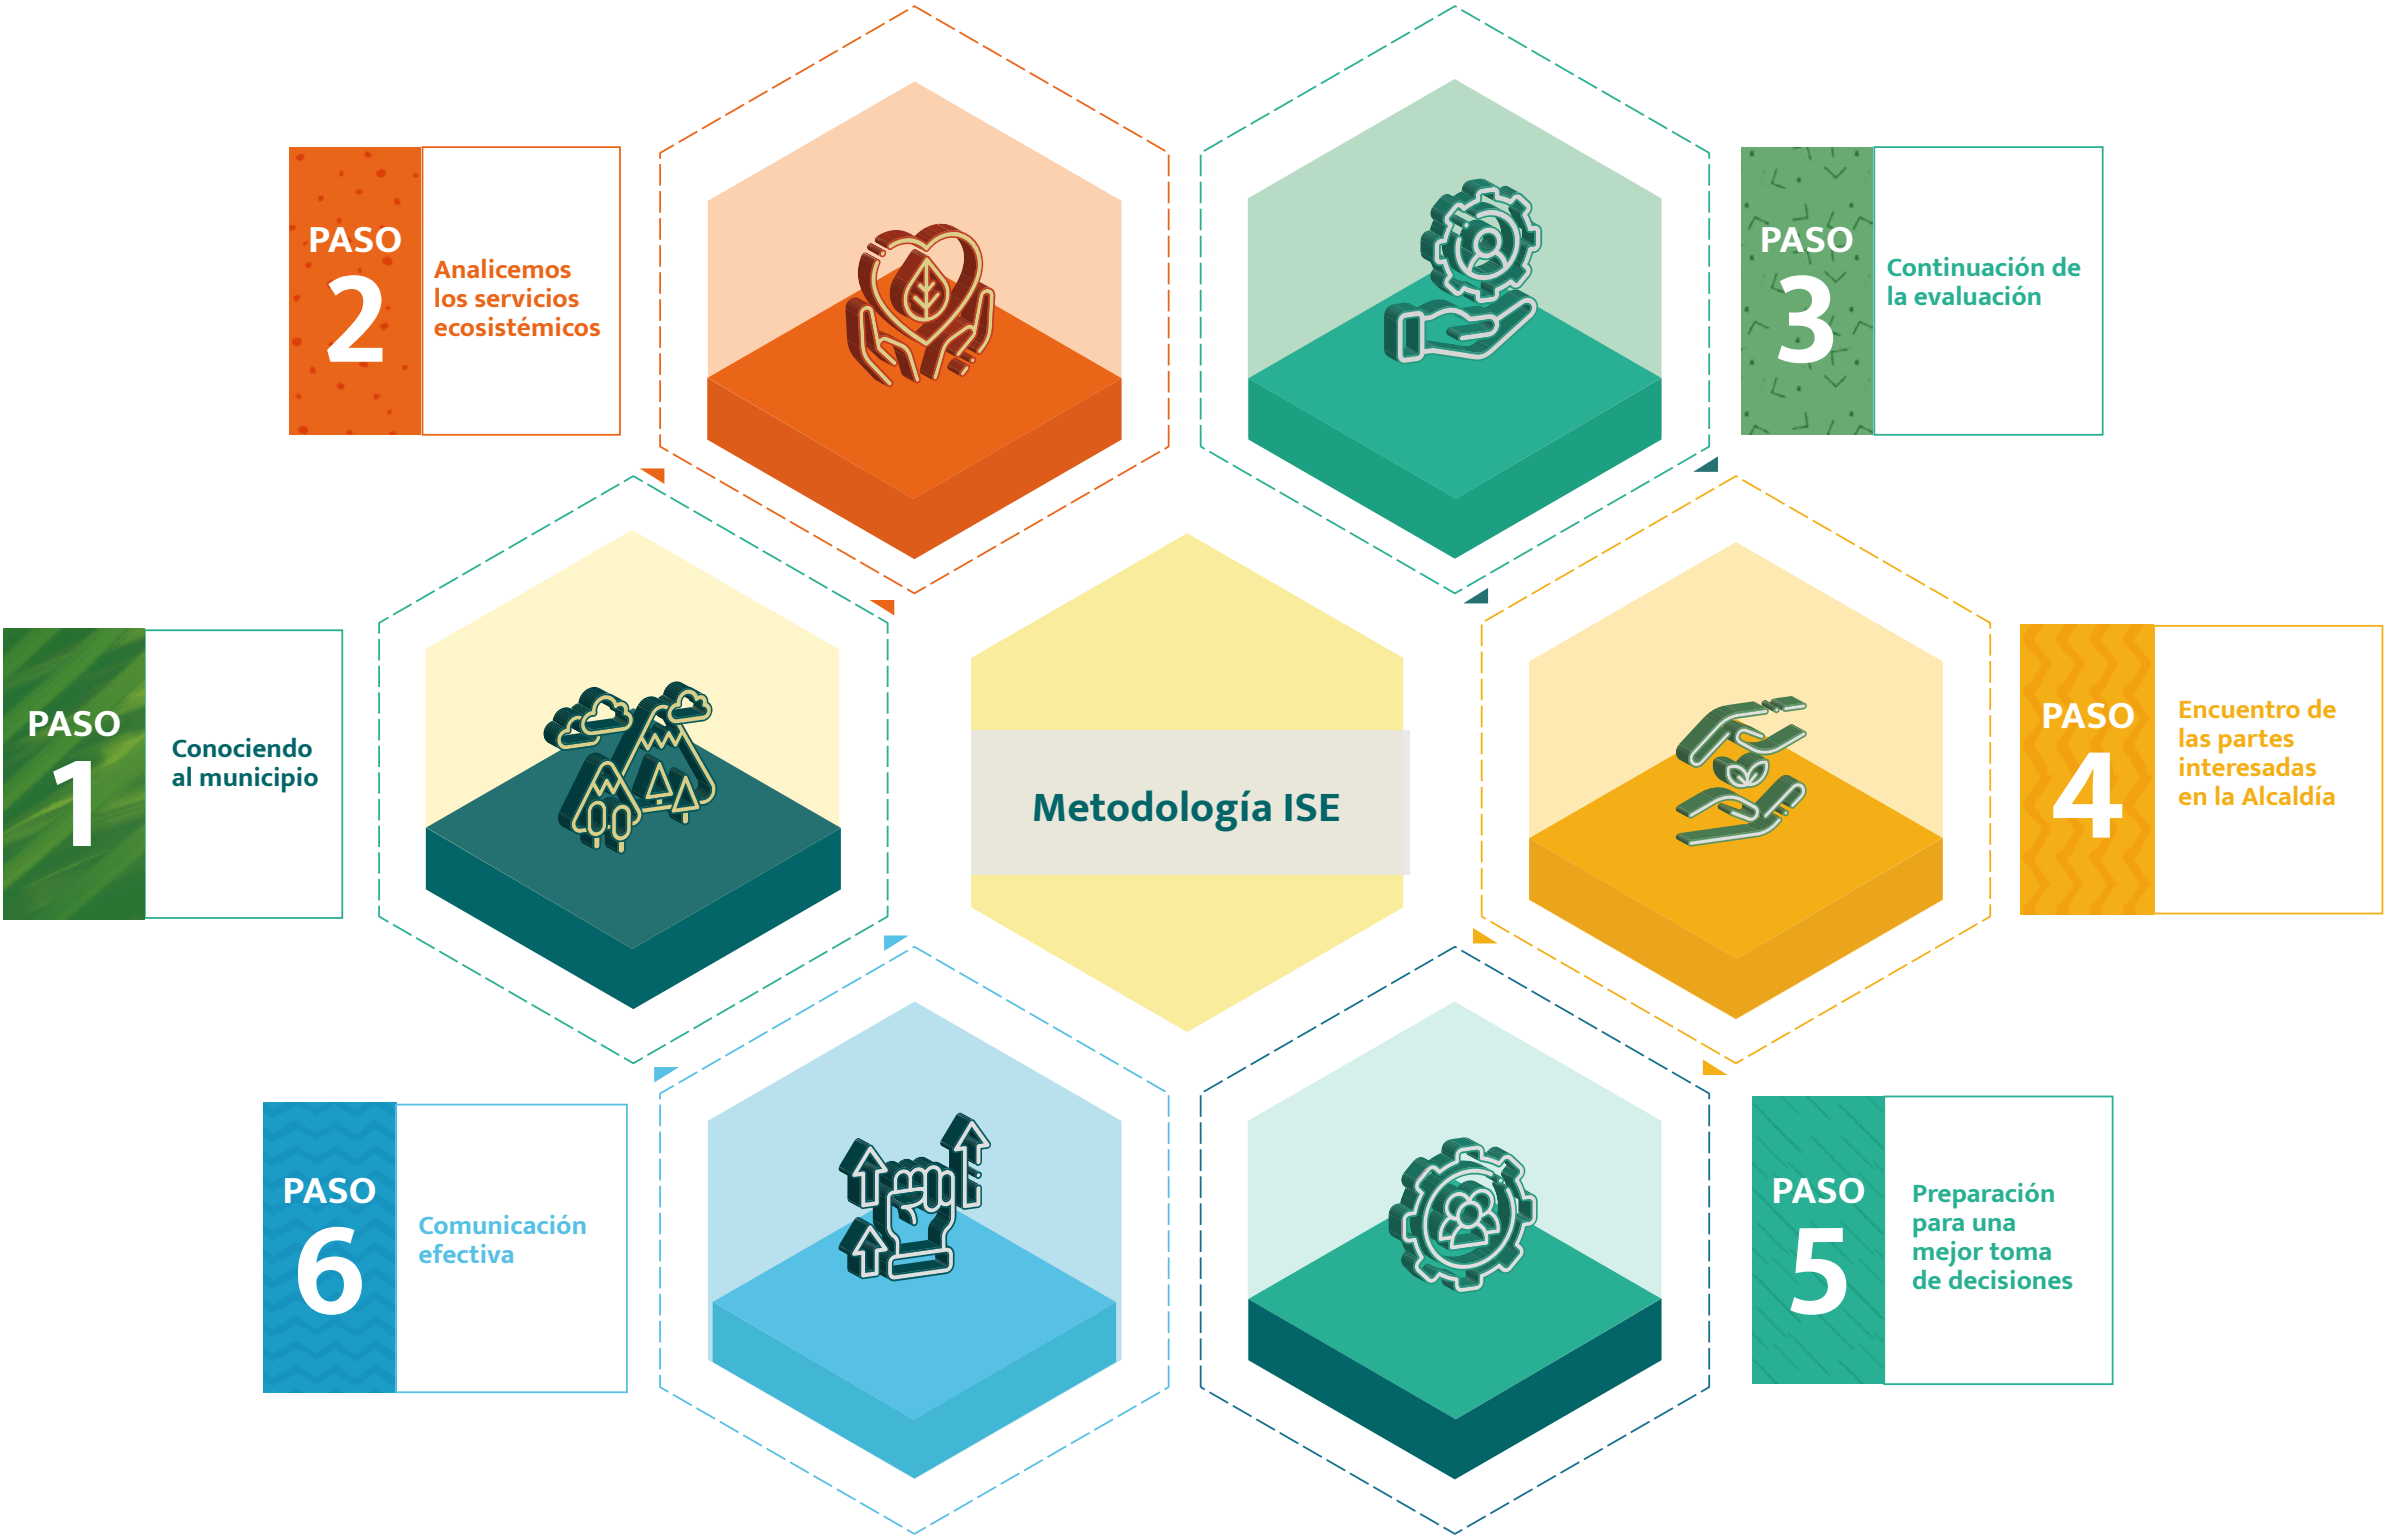 PASO
1
Conociendo
al municipio
PASO
2
Analicemos
los servicios
ecosistémicos
PASO
3
Continuación de
la evaluación
PASO
4
Encuentro de
las partes
interesadas
en la Alcaldía
PASO
5
Preparación
para una
mejor toma
de decisiones
PASO
6
Comunicación
efectiva
Metodología ISE